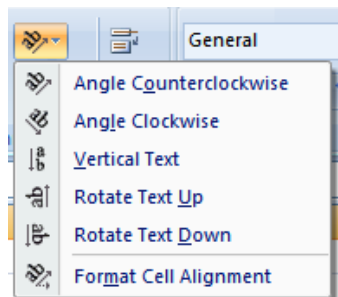 General
Angle Counterclockwise
Angle Clockwise
Vertical Text
Rotate Text Up
Rotate Text Down
Format Cell Alignment